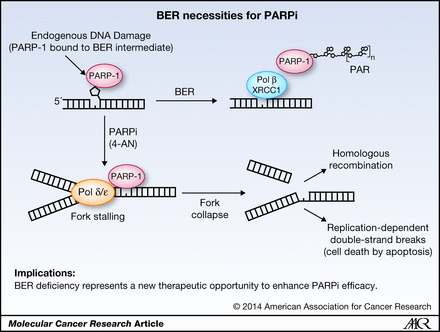 BER necessities for PARPi
Endogenous DNA Damage
(PARP-1 bound to BER intermediate)
PARP-1
5′
BER
PARP-1
n
PAR
Pol β
XRCC1
PARPi
(4-AN)
PARP-1
Pol δ/ε
Fork stalling
Fork
collapse
Homologous
recombination
Replication-dependent
double-strand breaks
(cell death by apoptosis)
Implications:
BER deficiency represents a new therapeutic opportunity to enhance PARPi efficacy.
© 2014 American Association for Cancer Research
Molecular Cancer Research Article
AACR